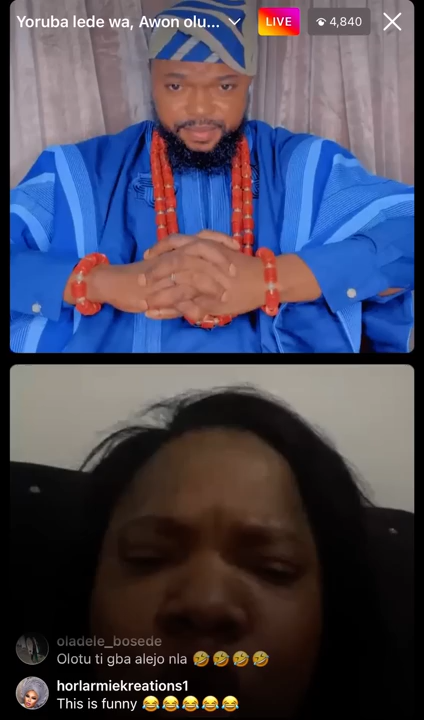 Yoruba lede wa, Awon olu...
LIVE
4,840
oladele_bosede
Olotu ti gba alejo nla 🤣🤣🤣🤣
horlarmiekreations1
This is funny 😂😂😂😂😂